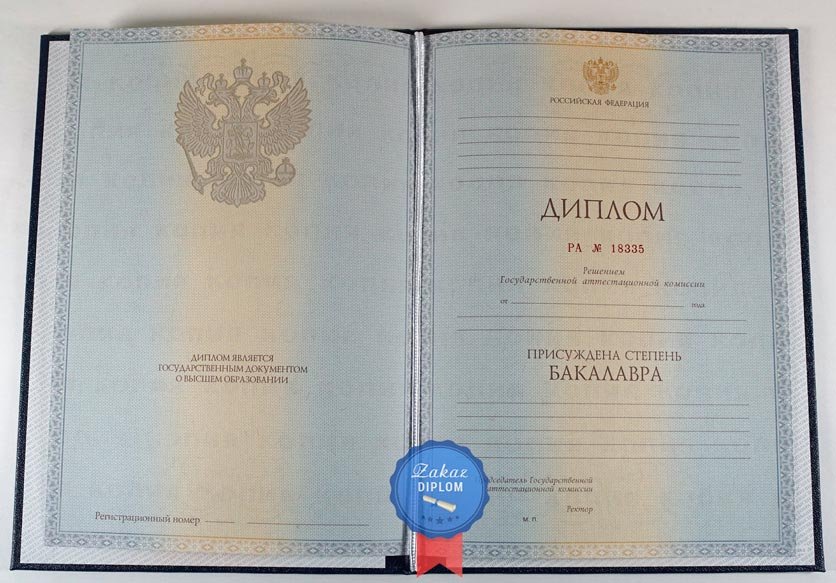 ДИПЛОМ ЯВЛЯЕТСЯ
ГОСУДАРСТВЕННЫМ ДОКУМЕНТОМ
О ВЫСШЕМ ОБРАЗОВАНИИ
Регистрационный номер
РОССИЙСКАЯ ФЕДЕРАЦИЯ
ДИПЛОМ
РА № 18335
Решением
Государственной аттестационной комиссии
от года
ПРИСУЖДЕНА СТЕПЕНЬ
БАКАЛАВРА
Государственной
аттестационной комиссии
Ректор
М. П.
Zakaz
DIPLOM